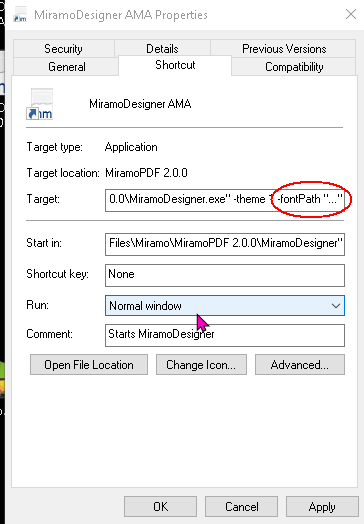 MiramoDesigner AMA Properties
Security Details Previous Versions
General Shortcut Compatibility
MiramoDesigner AMA
Target type: Application
Target location: MiramoPDF 2.0.0
Target: 0.0\MiramoDesigner.exe" -theme -fontPath "..."
Start in: Files\Miramo\MiramoPDF 2.0.0\MiramoDesigner"
Shortcut key: None
Run: Normal window
Comment: Starts MiramoDesigner
Open File Location Change Icon... Advanced...
OK Cancel Apply